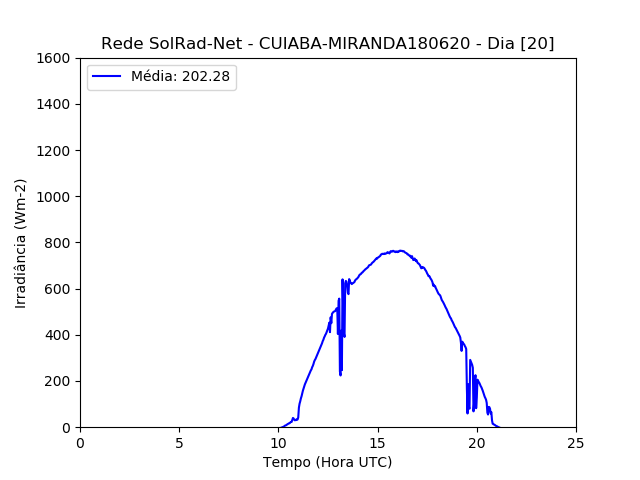 Rede SolRad-Net - CUIABA-MIRANDA180620 - Dia [20]
Média: 202.28
1600
1400
1200
1000
800
600
400
200
0
Irradiância (Wm-2)
0 5 10 15 20 25
Tempo (Hora UTC)